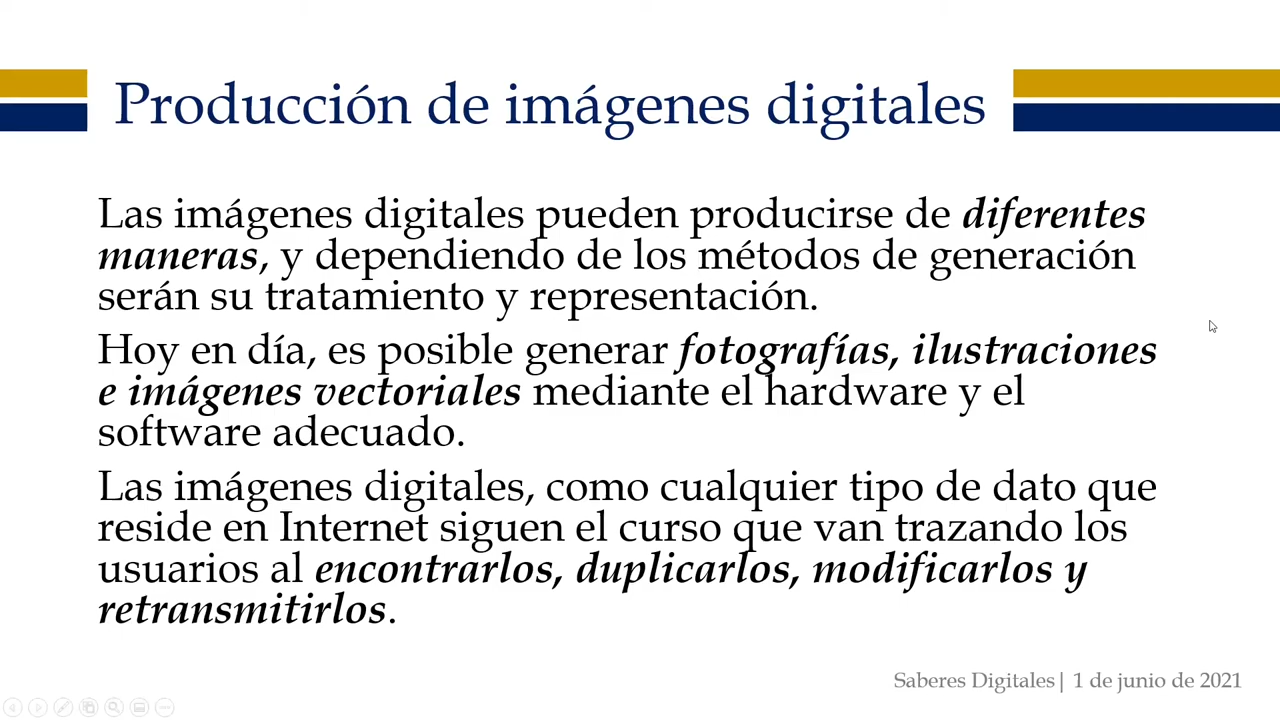 Producción de imágenes digitales
Las imágenes digitales pueden producirse de diferentes
maneras, y dependiendo de los métodos de generación
serán su tratamiento y representación.
Hoy en día, es posible generar fotografías, ilustraciones
e imágenes vectoriales mediante el hardware y el
software adecuado.
Las imágenes digitales, como cualquier tipo de dato que
reside en Internet siguen el curso que van trazando los
usuarios al encontrarlos, duplicarlos, modificarlos y
retransmitirlos.
Saberes Digitales| 1 de junio de 2021